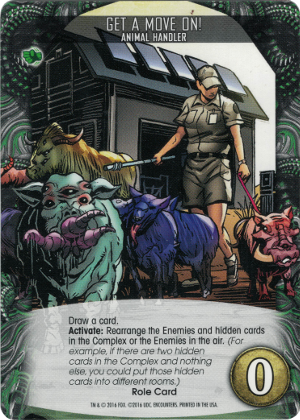 GET A MOVE ON!
ANIMAL HANDLER
Draw a card.
Activate: Rearrange the Enemies and hidden cards
in the Complex or the Enemies in the air. (For
example, if there are two hidden
cards in the Complex and nothing
else, you could put those hidden
cards into different rooms.)
Role Card
0
TM & © 2016 FOX. ©2016 UDC. ENCOUNTERS. PRINTED IN THE USA.